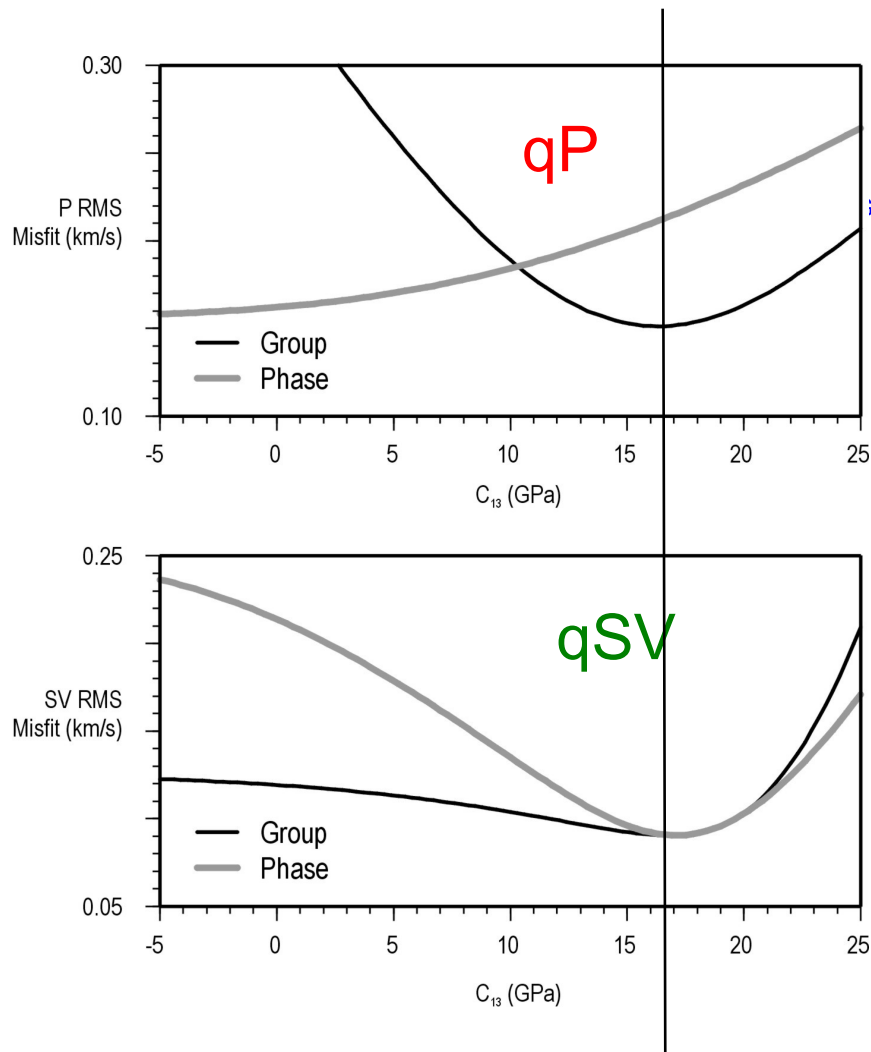 0.30
qP
P RMS
Misfit (km/s)
Group
Phase
0.10
-5 0 5 10 15 20 25
C₁₃ (GPa)
0.25
qSV
SV RMS
Misfit (km/s)
Group
Phase
0.05
-5 0 5 10 15 20 25
C₁₃ (GPa)